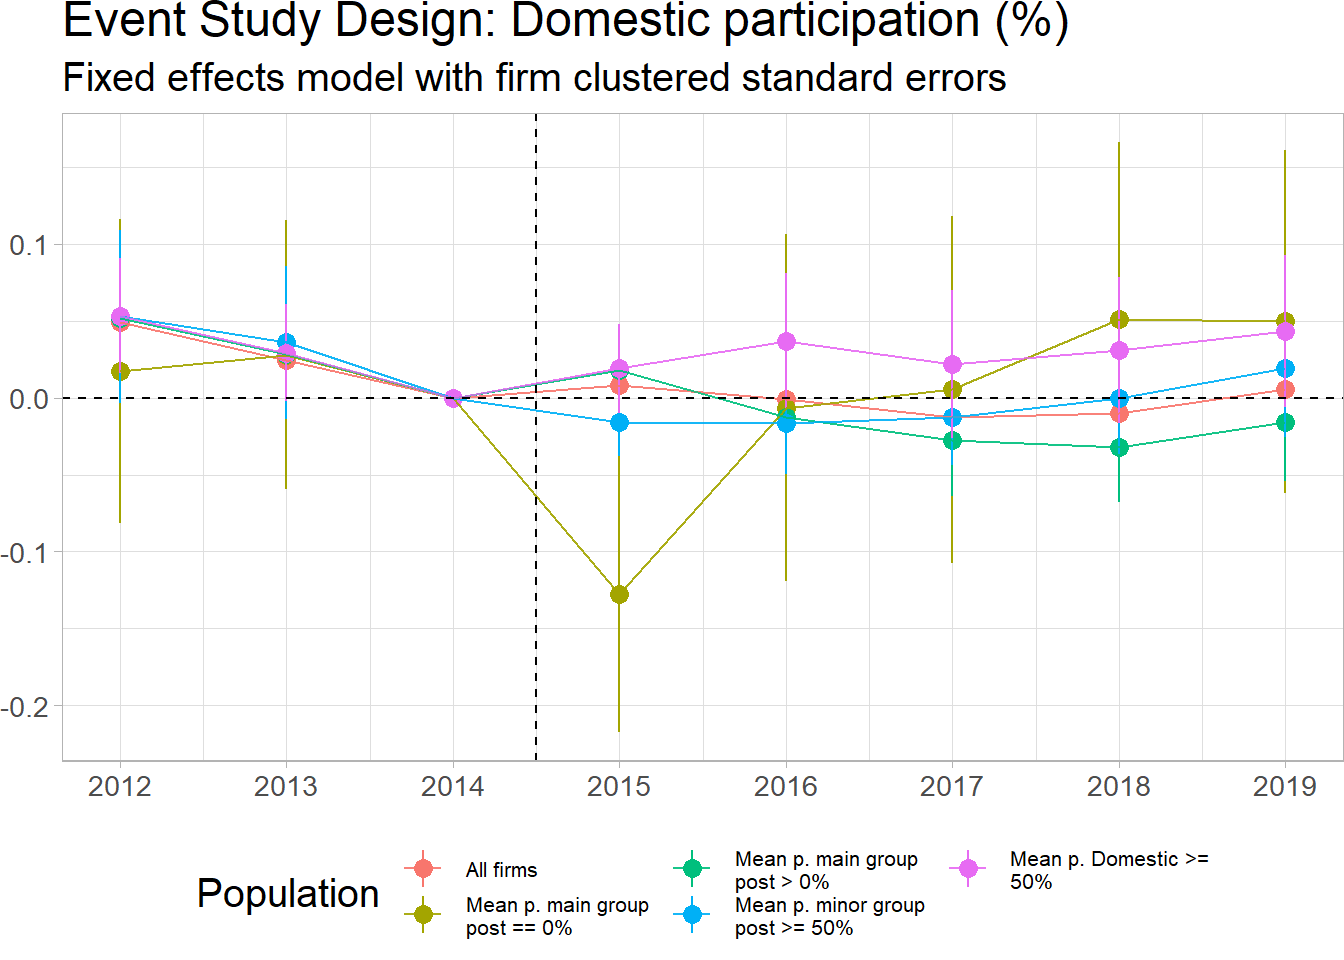 Event Study Design: Domestic participation (%)
Fixed effects model with firm clustered standard errors
0.1
0.0
-0.1
-0.2
2012 2013 2014 2015 2016 2017 2018 2019
Population
All firms
Mean p. main group
post == 0%
Mean p. main group
post > 0%
Mean p. minor group
post >= 50%
Mean p. Domestic >=
50%